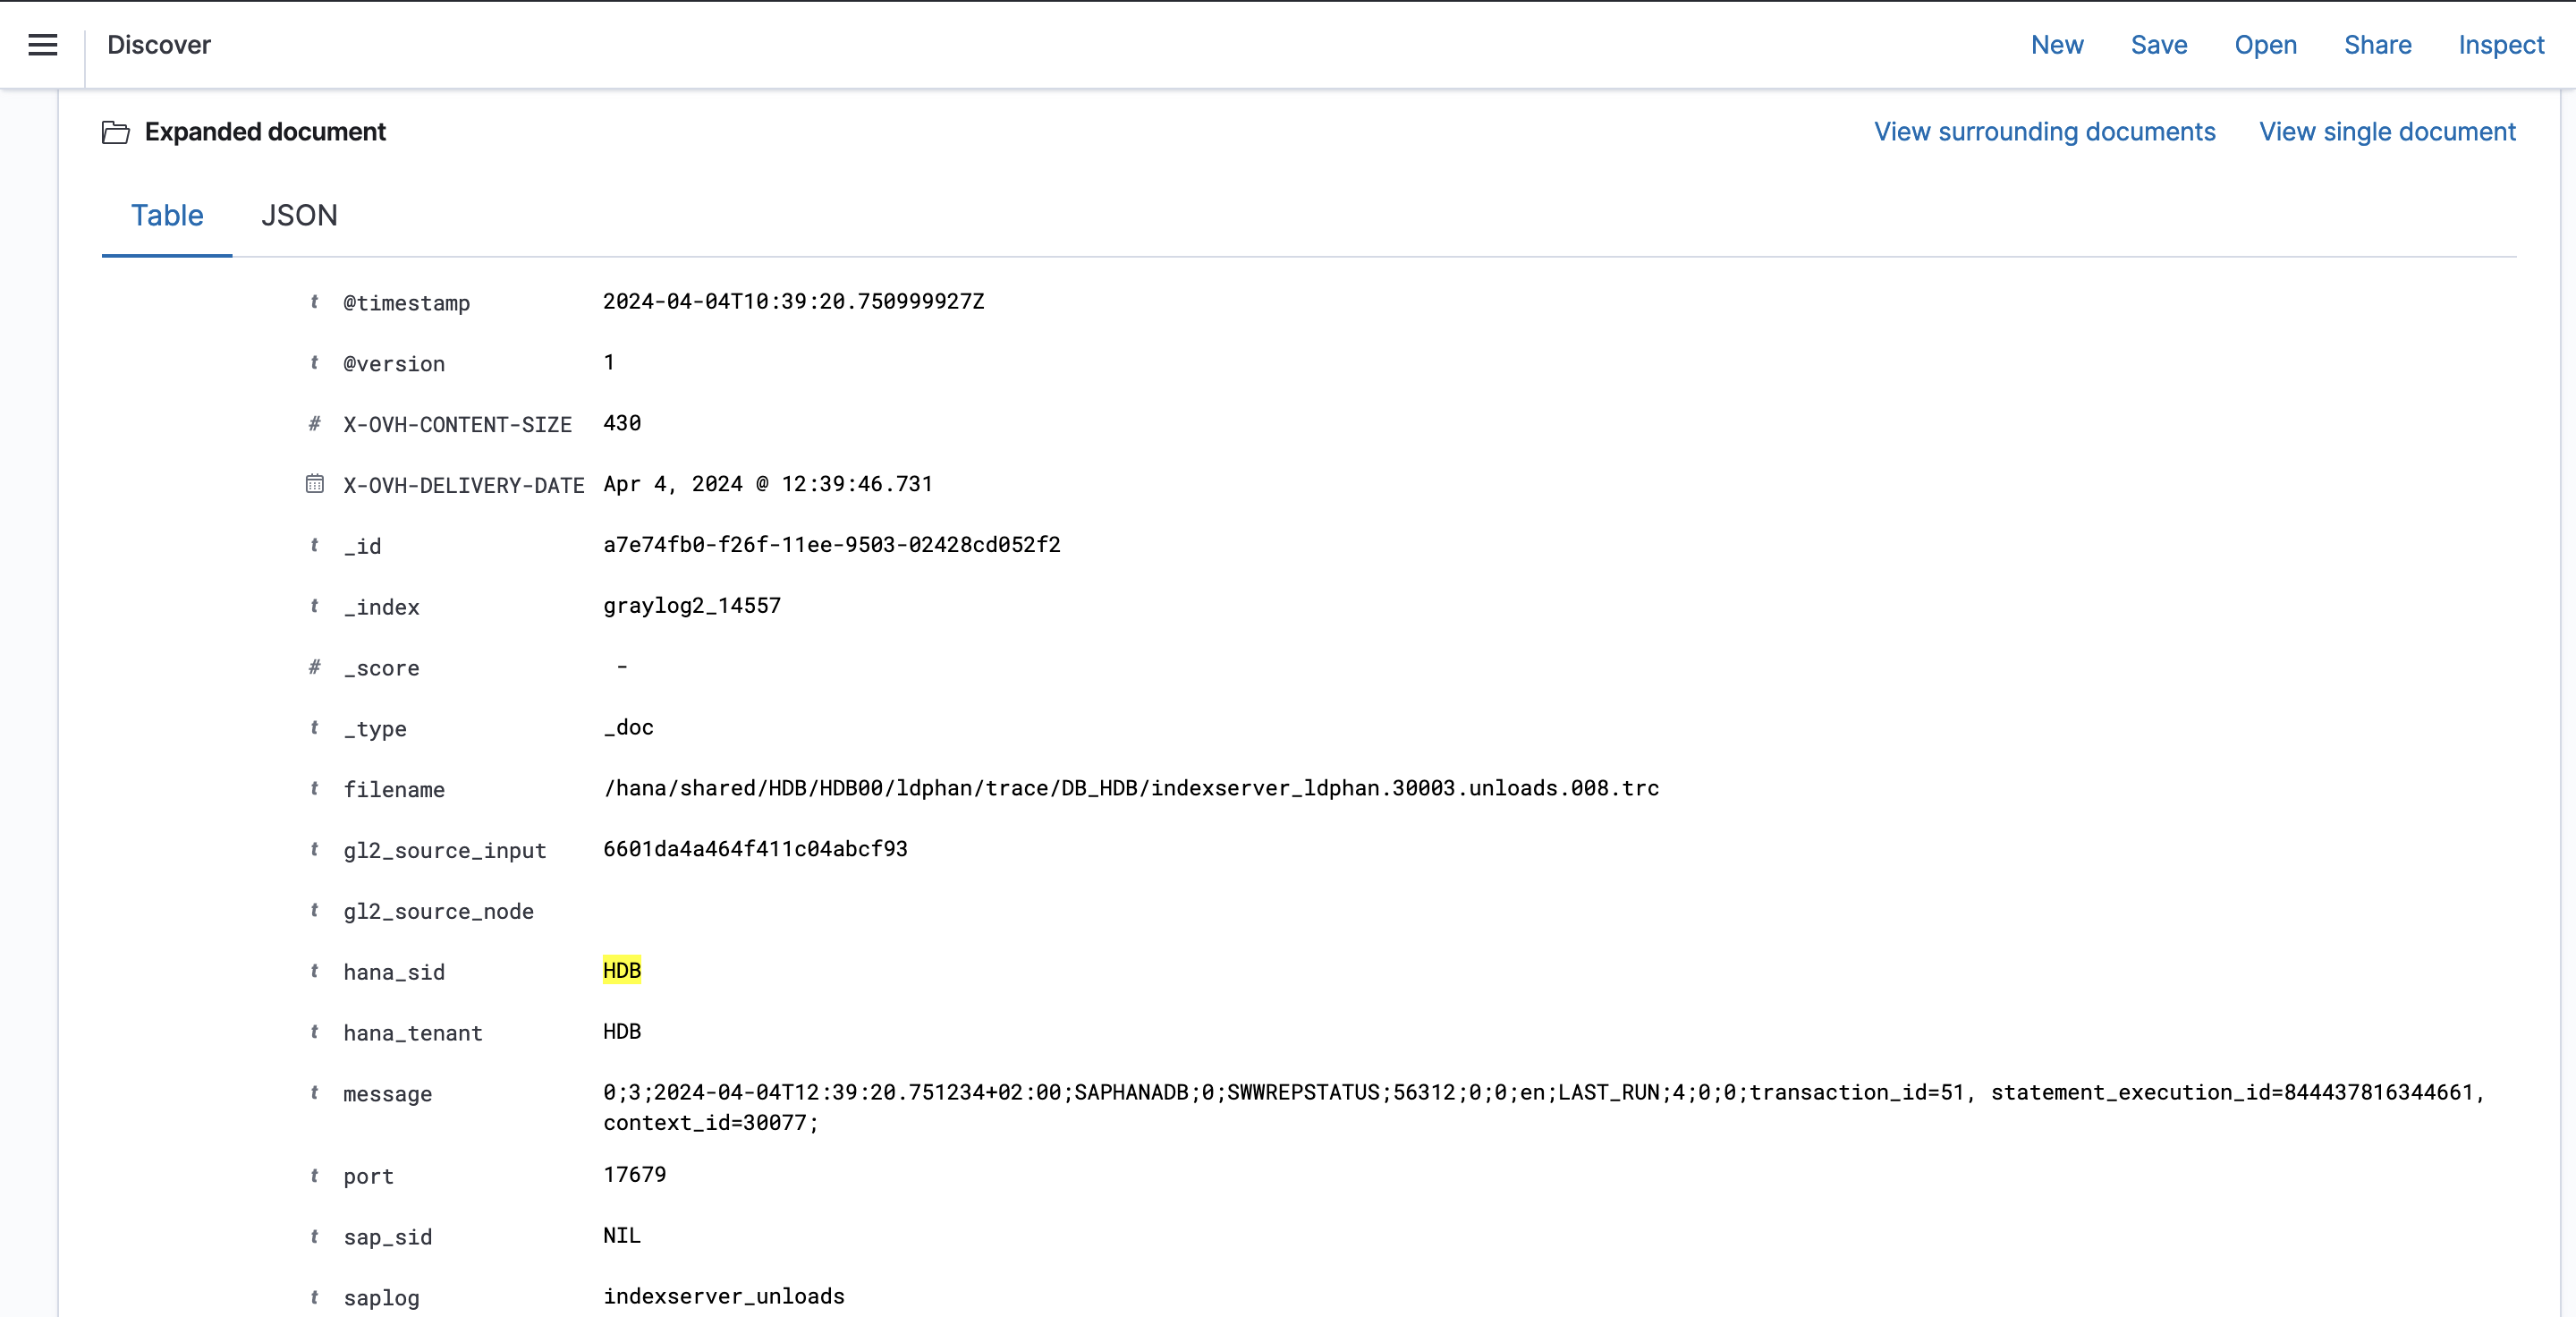 Discover New Save Open Share Inspect
Expanded document View surrounding documents View single document
Table JSON
t @timestamp 2024-04-04T10:39:20.750999927Z
t @version 1
# X-OVH-CONTENT-SIZE 430
X-OVH-DELIVERY-DATE Apr 4, 2024 @ 12:39:46.731
t _id a7e74fb0-f26f-11ee-9503-02428cd052f2
t _index graylog2_14557
# _score -
t _type _doc
t filename /hana/shared/HDB/HDB00/ldphan/trace/DB_HDB/indexserver_ldphan.30003.unloads.008.trc
t gl2_source_input 6601da4a464f411c04abcf93
t gl2_source_node
t hana_sid HDB
t hana_tenant HDB
t message 0;3;2024-04-04T12:39:20.751234+02:00;SAPHANADB;0;SWWREPSTATUS;56312;0;0;en;LAST_RUN;4;0;0;transaction_id=51, statement_execution_id=844437816344661,
context_id=30077;
t port 17679
t sap_sid NIL
t saplog indexserver_unloads